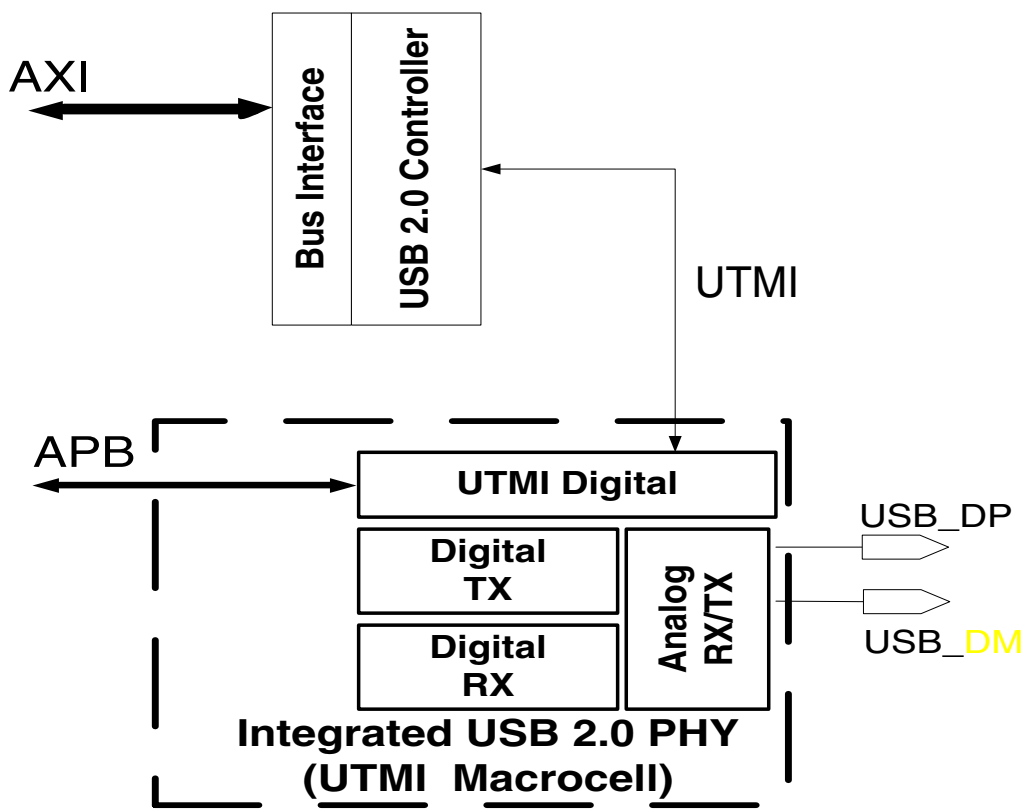 AXI
Bus Interface
USB 2.0 Controller
UTMI
APB
UTMI Digital
Digital
TX
Digital
RX
Analog
RX/TX
USB_DP
USB_DM
Integrated USB 2.0 PHY
(UTMI Macrocell)